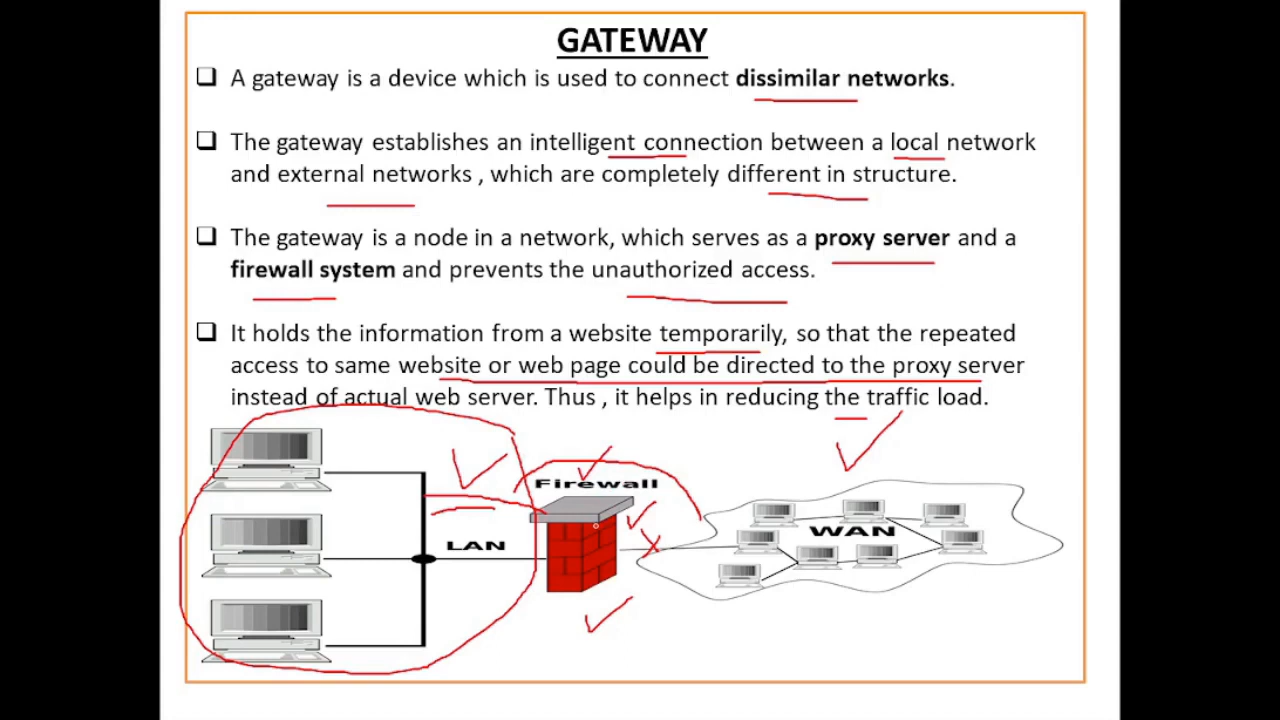 GATEWAY
❑ A gateway is a device which is used to connect dissimilar networks.
❑ The gateway establishes an intelligent connection between a local network
and external networks , which are completely different in structure.
❑ The gateway is a node in a network, which serves as a proxy server and a
firewall system and prevents the unauthorized access.
❑ It holds the information from a website temporarily, so that the repeated
access to same website or web page could be directed to the proxy server
instead of actual web server. Thus , it helps in reducing the traffic load.
Firewall
LAN
WAN